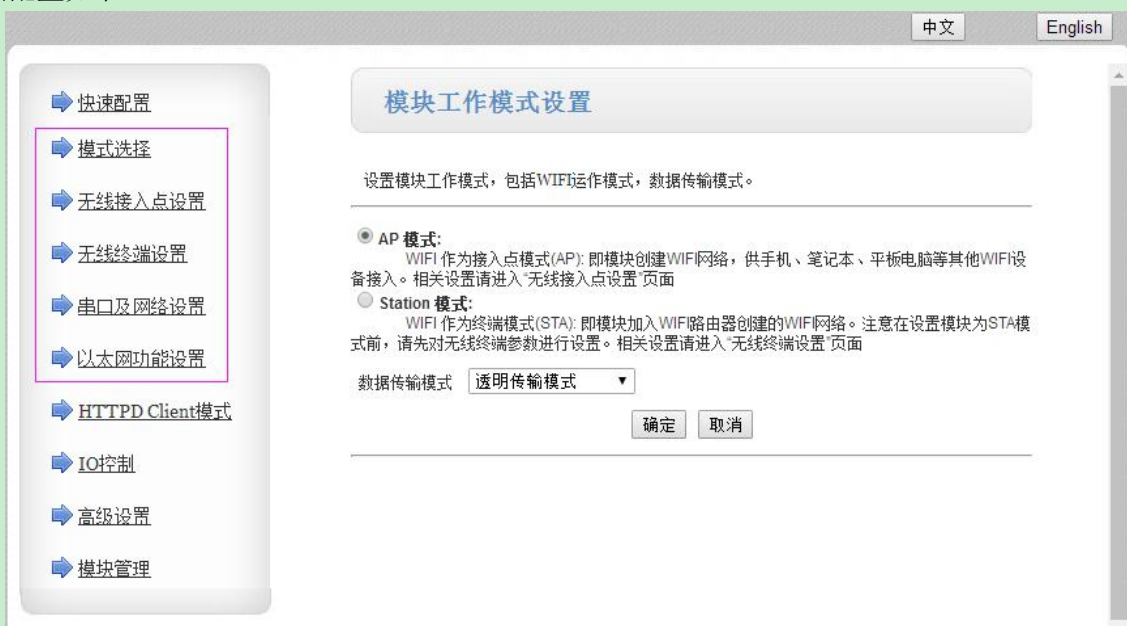 中文
English
快速配置
模式选择
无线接入点设置
无线终端设置
串口及网络设置
以太网功能设置
HTTPD Client模式
IO控制
高级设置
模块管理
模块工作模式设置
设置模块工作模式，包括WIFI运作模式，数据传输模式。
AP 模式:
WIFI 作为接入点模式(AP): 即模块创建WIFI网络，供手机、笔记本、平板电脑等其他WIFI设
备接入。相关设置请进入“无线接入点设置”页面
Station 模式:
WIFI 作为终端模式(STA): 即模块加入WIFI路由器创建的WIFI网络。注意在设置模块为STA模
式前，请先对无线终端参数进行设置。相关设置请进入“无线终端设置”页面
数据传输模式 透明传输模式
确定 取消